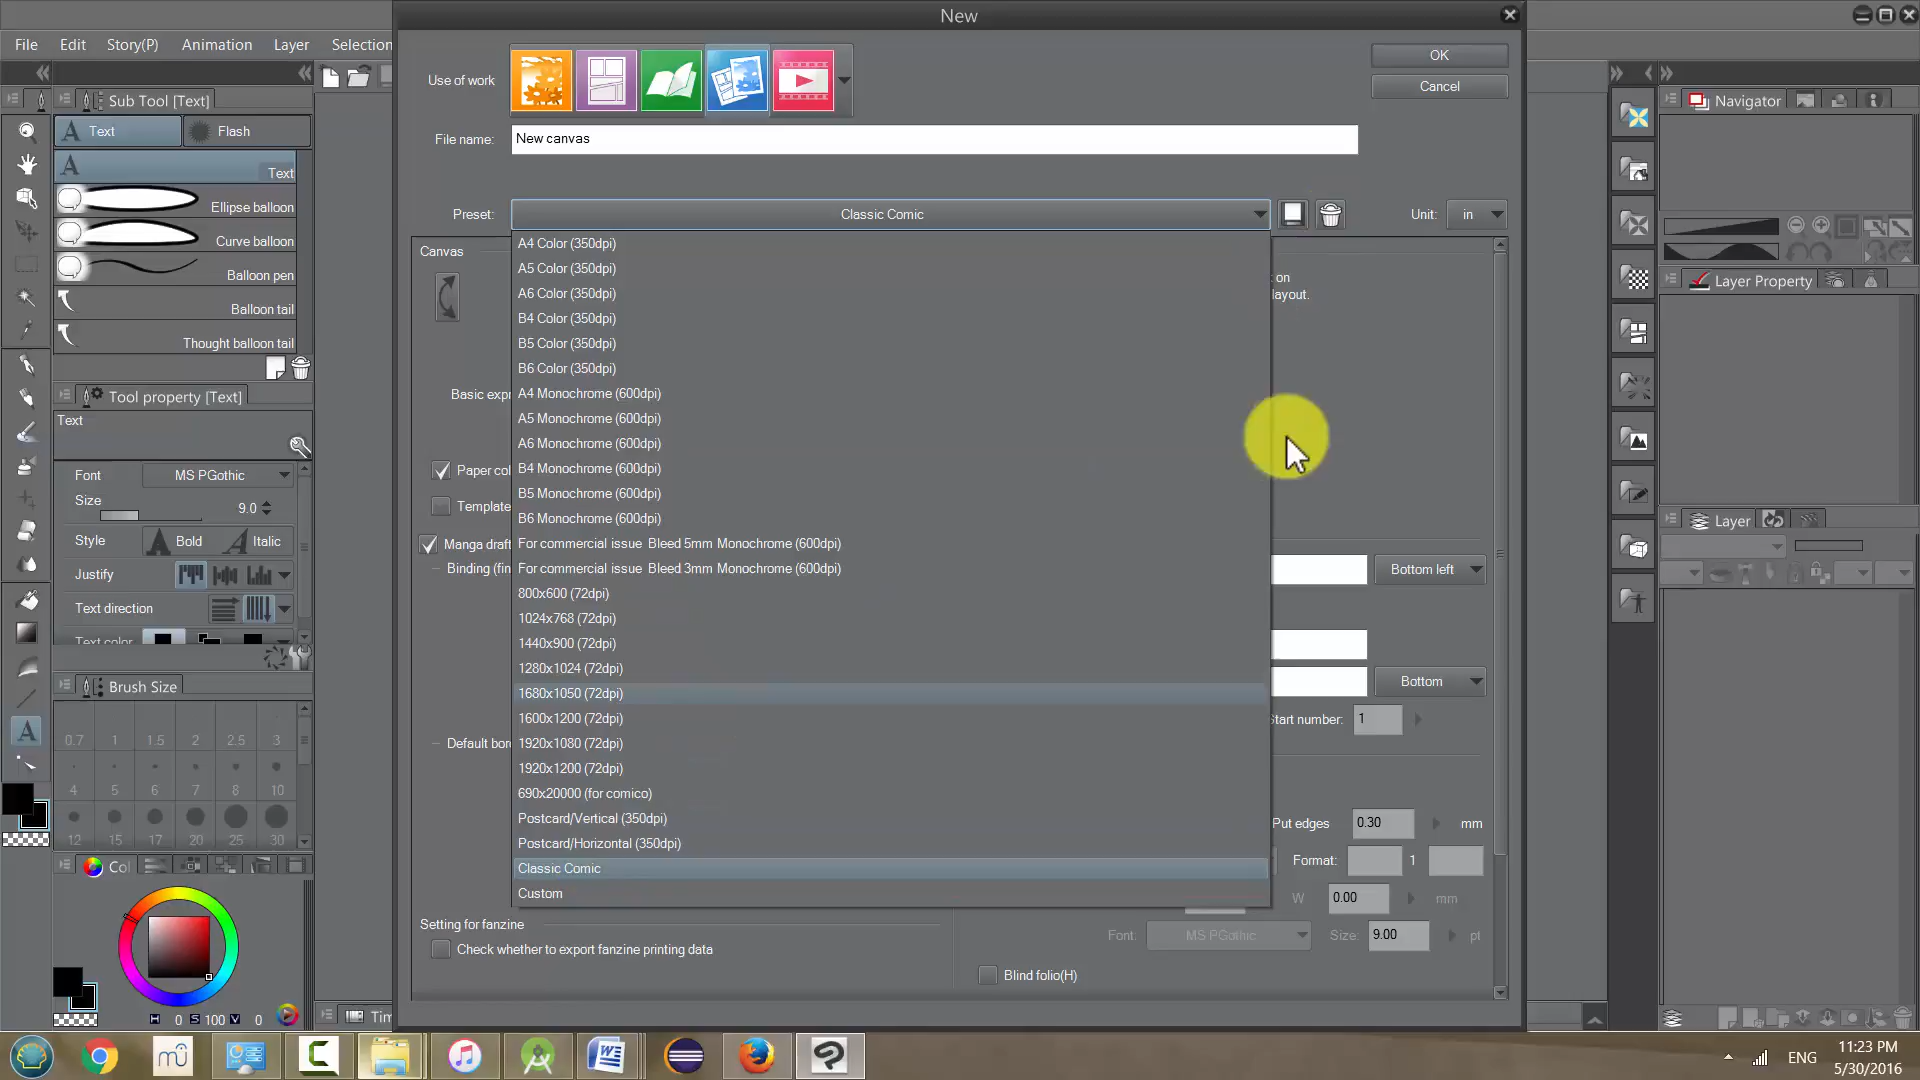 New
File Edit Story(P) Animation Layer Selection
Use of work
OK
Cancel
Sub Tool [Text]
Navigator
Text Flash
File name: New canvas
Text
Ellipse balloon
Preset: Classic Comic Unit: in
Curve balloon
A4 Color (350dpi)
Canvas
Balloon pen
A5 Color (350dpi)
on
Layer Property
A6 Color (350dpi)
layout.
Balloon tail
B4 Color (350dpi)
Thought balloon tail
B5 Color (350dpi)
B6 Color (350dpi)
Tool property [Text]
Basic expr
A4 Monochrome (600dpi)
Text
A5 Monochrome (600dpi)
A6 Monochrome (600dpi)
Paper col
B4 Monochrome (600dpi)
Font MS PGothic
B5 Monochrome (600dpi)
Size 9.0
Template
B6 Monochrome (600dpi)
Layer
Style Bold Italic
Manga draft
For commercial issue Bleed 5mm Monochrome (600dpi)
Binding (fin
For commercial issue Bleed 3mm Monochrome (600dpi)
Bottom left
Justify
800x600 (72dpi)
Text direction
1024x768 (72dpi)
Text color
1440x900 (72dpi)
1280x1024 (72dpi)
Bottom
Brush Size
1680x1050 (72dpi)
1600x1200 (72dpi)
Start number: 1
0.7 1 1.5 2 2.5 3
Default bord
1920x1080 (72dpi)
1920x1200 (72dpi)
4 5 6 7 8 10
690x20000 (for comico)
Postcard/Vertical (350dpi)
Put edges 0.30 mm
12 15 17 20 25 30
Postcard/Horizontal (350dpi)
Format: 1
Col
Classic Comic
Custom
W 0.00 mm
Setting for fanzine
Font: MS PGothic Size: 9.00 pt
Check whether to export fanzine printing data
Blind folio(H)
H 0 S 100 V 0
Tim
ENG
11:23 PM
5/30/2016